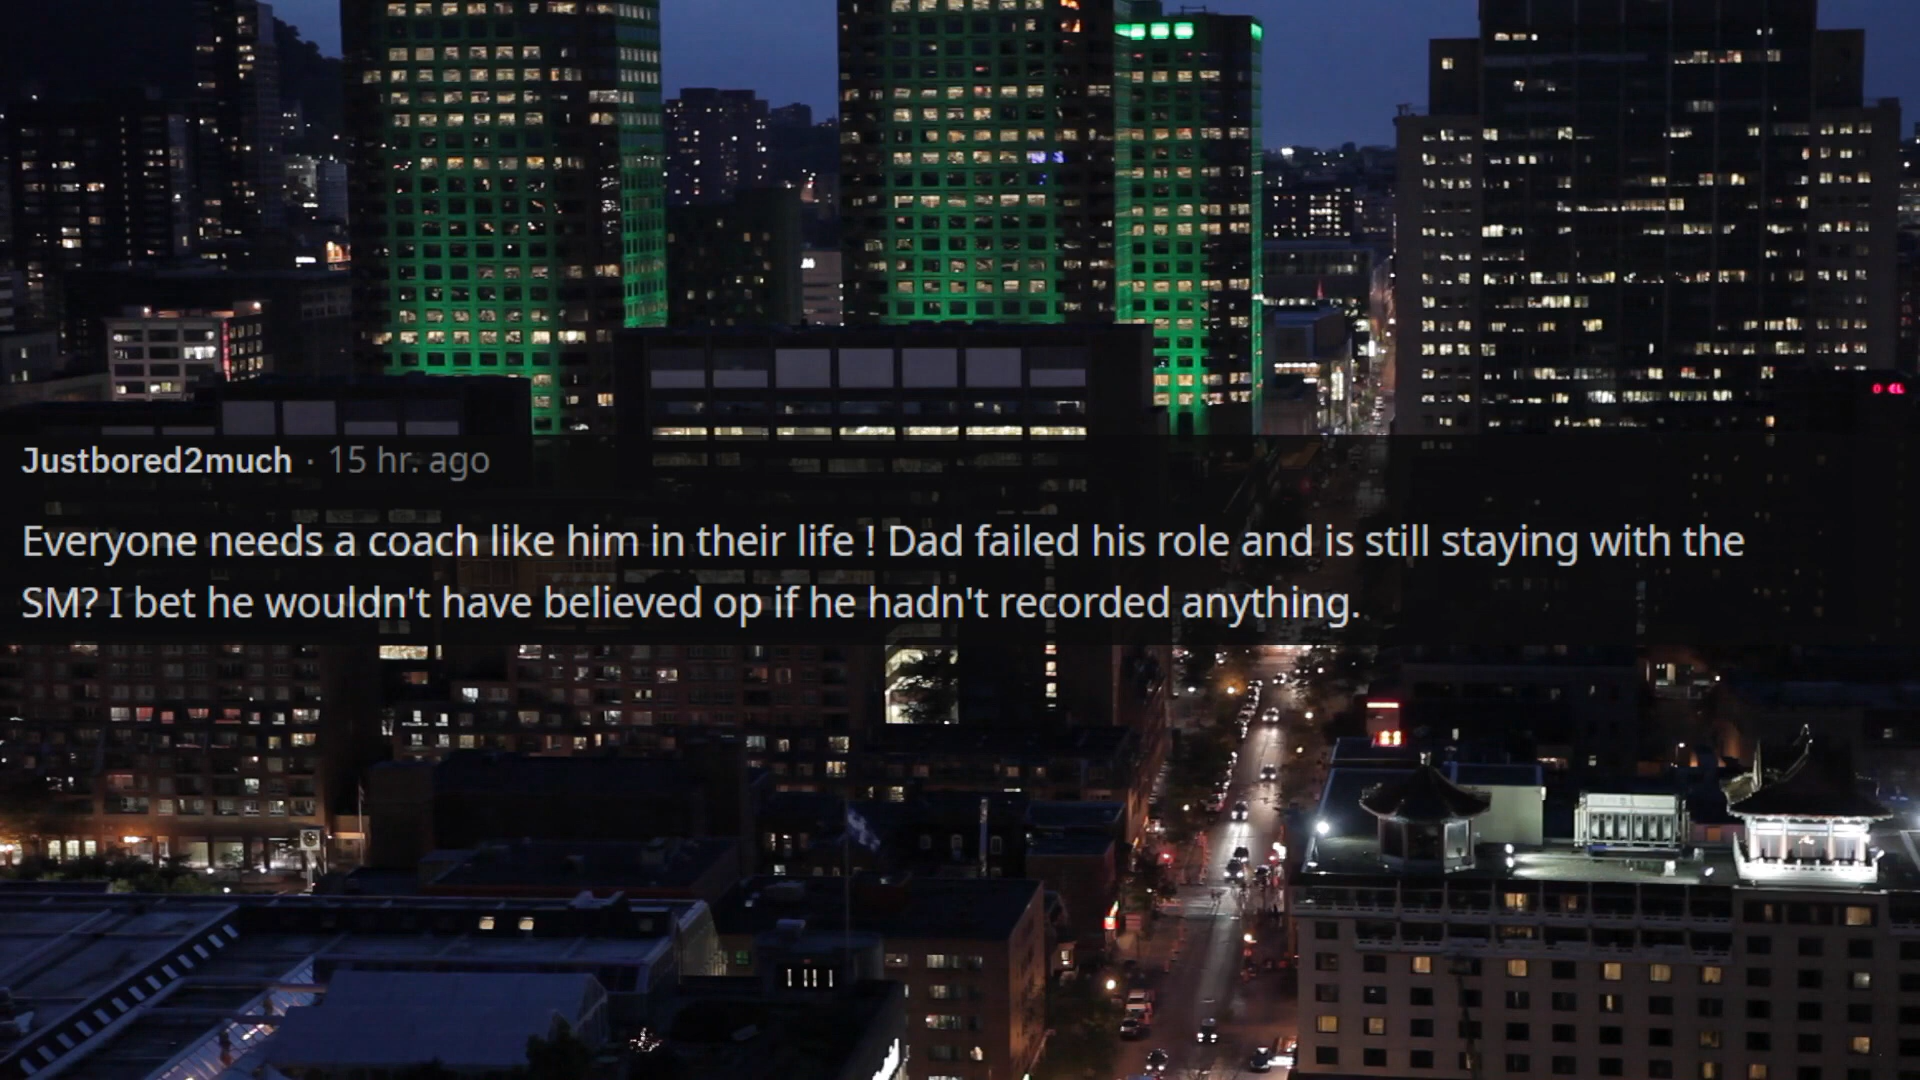 Justbored2much · 15 hr. ago
Everyone needs a coach like him in their life ! Dad failed his role and is still staying with the
SM? I bet he wouldn't have believed op if he hadn't recorded anything.